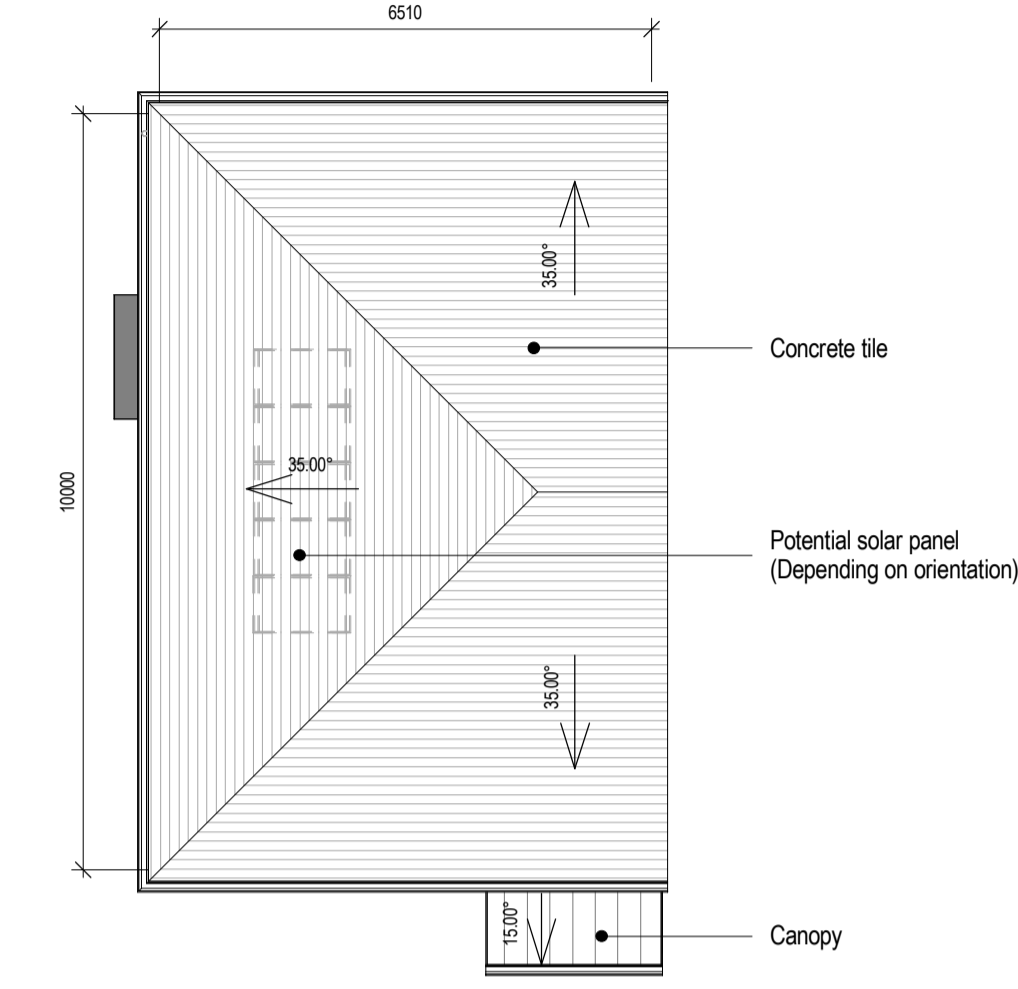 6510
35.00°
Concrete tile
35.00°
10000
Potential solar panel
(Depending on orientation)
35.00°
15.00°
Canopy